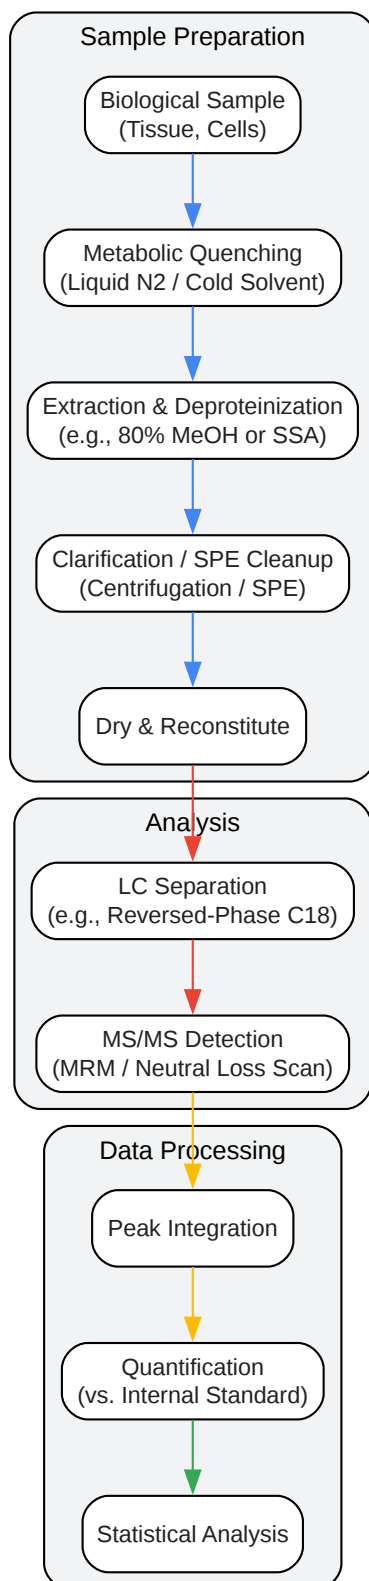 Sample Preparation
Biological Sample
(Tissue, Cells)
Metabolic Quenching
(Liquid N2 / Cold Solvent)
Extraction & Deproteinization
(e.g., 80% MeOH or SSA)
Clarification / SPE Cleanup
(Centrifugation / SPE)
Dry & Reconstitute
Analysis
LC Separation
(e.g., Reversed-Phase C18)
MS/MS Detection
(MRM / Neutral Loss Scan)
Data Processing
Peak Integration
Quantification
(vs. Internal Standard)
Statistical Analysis